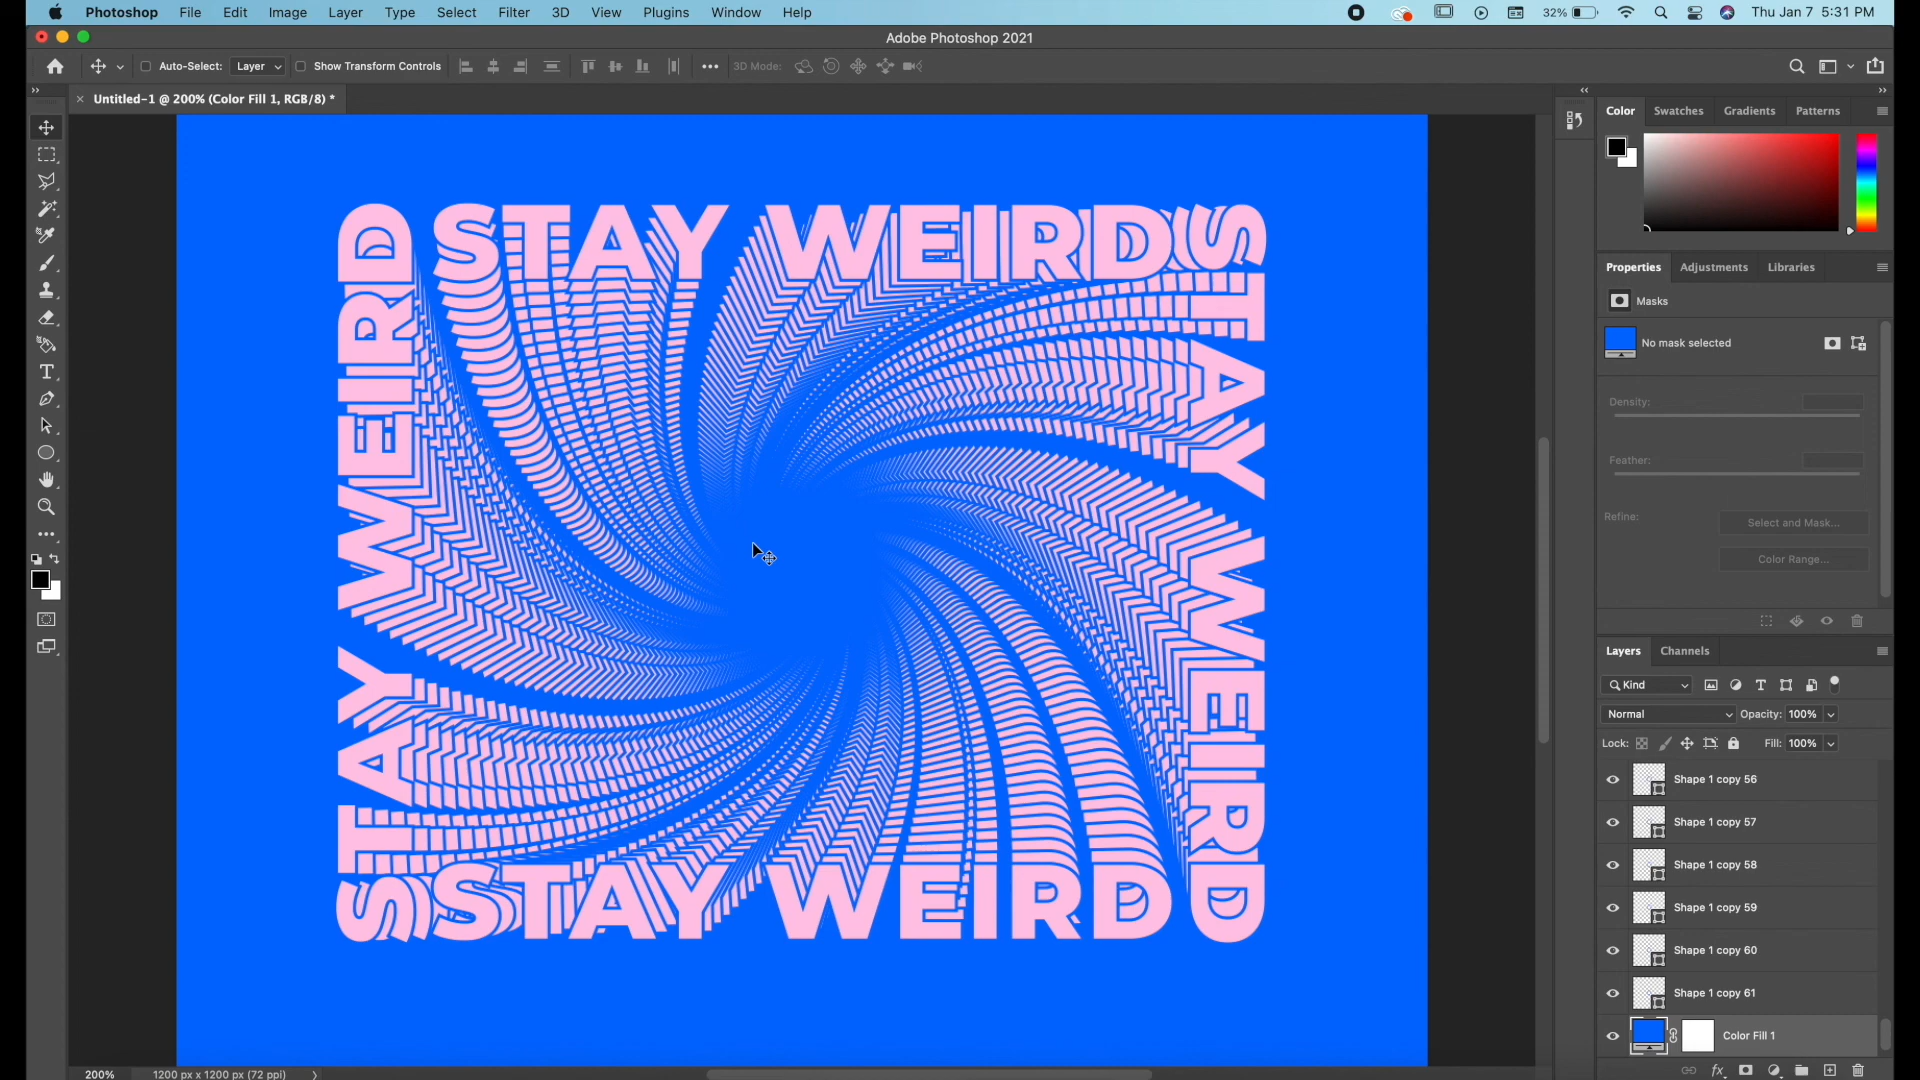 Photoshop File Edit Image Layer Type Select Filter 3D View Plugins Window Help 32% Thu Jan 7 5:31 PM
Adobe Photoshop 2021
Auto-Select: Layer Show Transform Controls 3D Mode:
Untitled-1 @ 200% (Color Fill 1, RGB/8) *
Color Swatches Gradients Patterns
STAY WEIRD
STAY WEIRD
STAY WEIRD
STAY WEIRD
Properties Adjustments Libraries
Masks
No mask selected
Density:
Feather:
Refine: Select and Mask...
Color Range...
Layers Channels
Kind
Normal Opacity: 100%
Lock: Fill: 100%
Shape 1 copy 56
Shape 1 copy 57
Shape 1 copy 58
Shape 1 copy 59
Shape 1 copy 60
Shape 1 copy 61
Color Fill 1
fx
200% 1200 px x 1200 px (72 ppi)